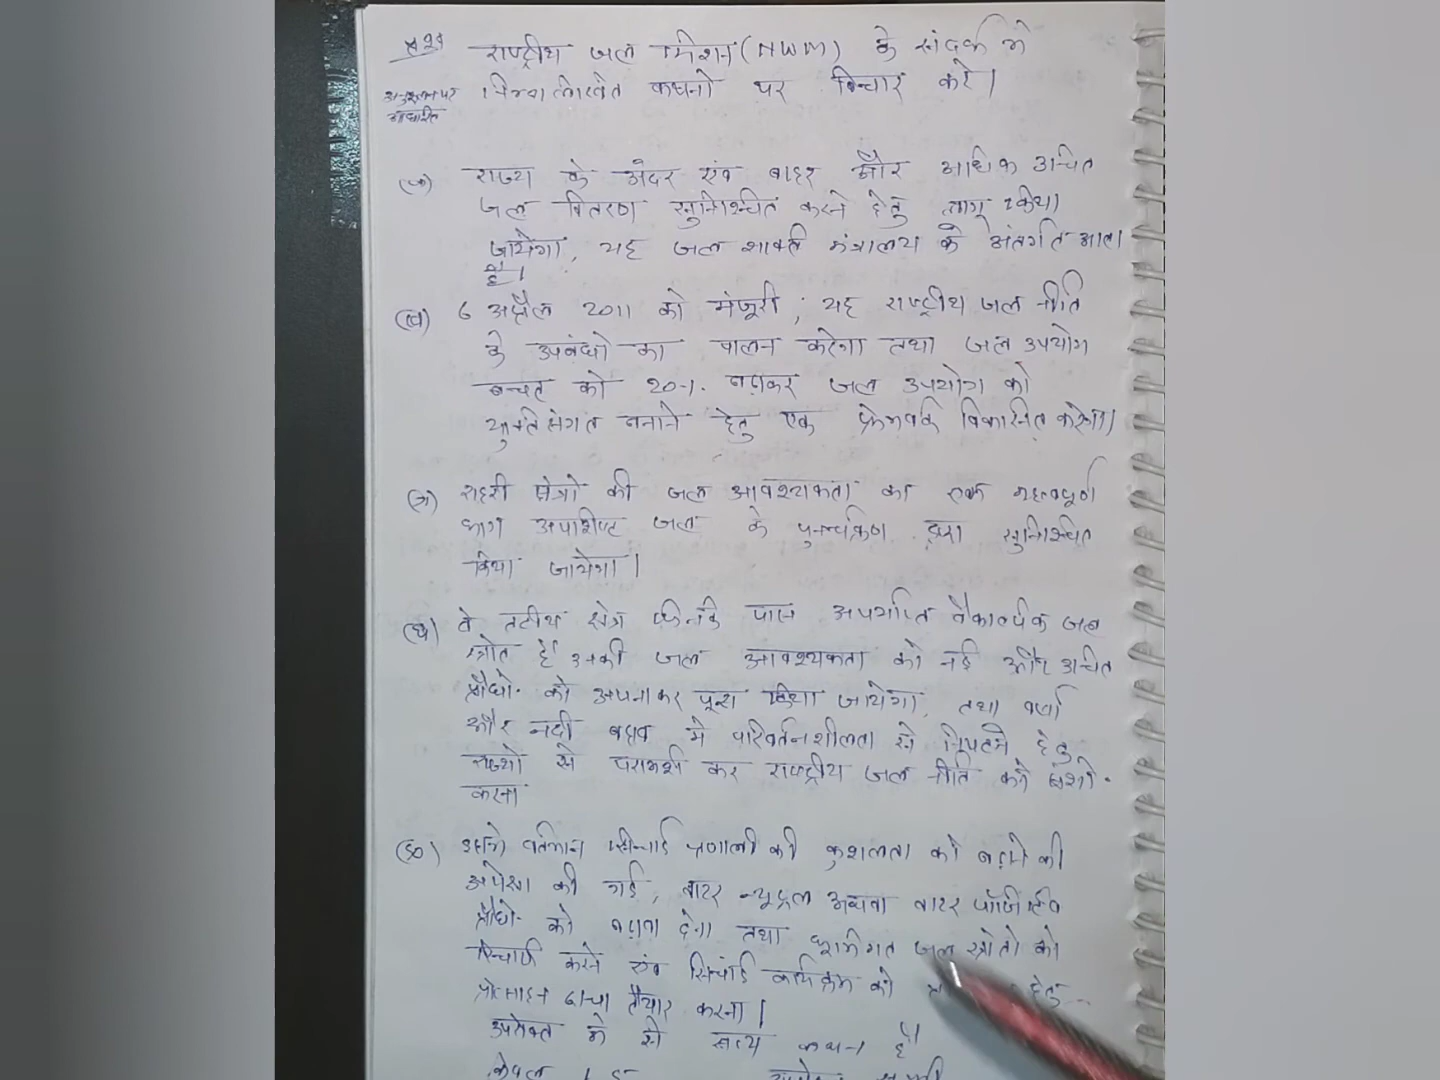 प्र29 राष्ट्रीय जल मिशन (NWM) के संदर्भ में
निम्नलिखित कथनो पर विचार करे।
आधारित
(अ) राज्य के अंदर एंव बाहर और अधिक उचित
जल वितरण सुनिश्चित करने हेतु लागू किया
जायेगा, यह जल शक्ति मंत्रालय के अंतर्गत आता
है।
(ब) 6 अप्रैल 2011 को मंजूरी, यह राष्ट्रीय जल नीति
के उपबंधो का पालन करेगा तथा जल उपयोग
बचत को 20% बढ़ाकर जल उपयोग को
युक्तिसंगत बनाने हेतु एक फ्रेमवर्क विकासित करेगा।
(स) शहरी क्षेत्रो की जल आवश्यकता का एक महत्वपूर्ण
भाग अपशिष्ट जल के पुनर्चक्रण द्वारा सुनिश्चित
किया जायेगा।
वे तटीय क्षेत्र जिनके पास अपर्याप्त वैकल्पिक जल
स्त्रोत है उनकी जल आवश्यकता को नई और उचित
प्रौघो. को अपनाकर पूरा किया जायेगा, तथा वर्षा
और नदी बहाव मे परिवर्तनशीलता से निपटने हेतु
राज्यो से परामर्श कर राष्ट्रीय जल नीति को संशो.
करना
वर्तमान सिंचाई प्रणाली की कुशलता को बढ़ाने की
अपेक्षा की गई, वाटर न्यूट्रल अथवा वाटर पॉजिटिव
प्रौघो. को बढ़ावा देना तथा भूमिगत जल स्त्रोतो को
रिचार्ज करने एंव सिंचाई कार्यक्रम को हेतु
प्रोत्साहन ढांचा तैयार करना।
उपरोक्त मे से सत्य कथन है
केवल